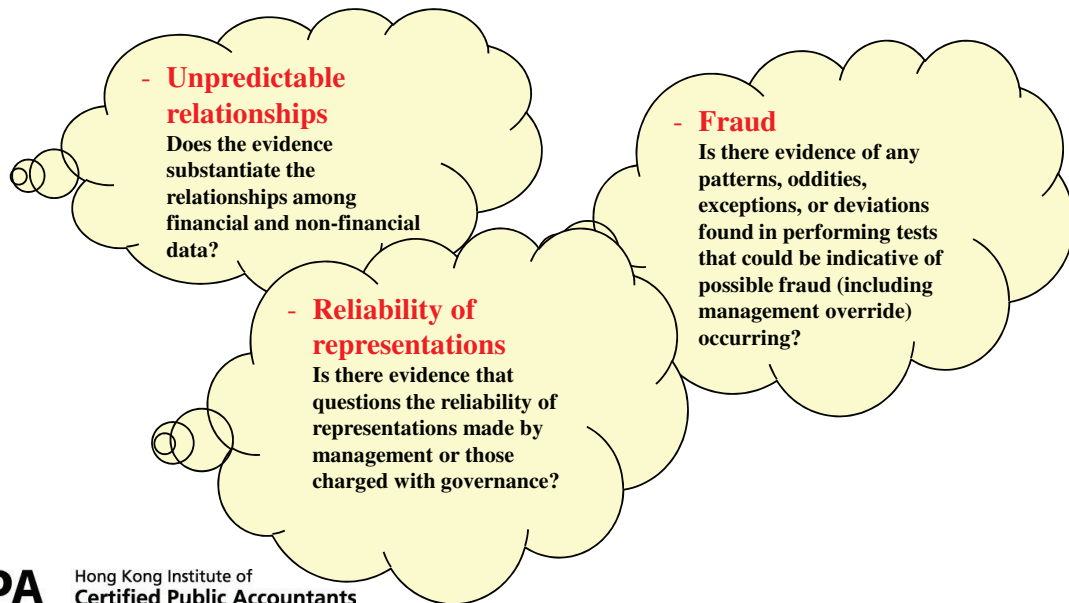 - Unpredictable
relationships
Does the evidence
substantiate the
relationships among
financial and non-financial
data?
- Fraud
Is there evidence of any
patterns, oddities,
exceptions, or deviations
found in performing tests
that could be indicative of
possible fraud (including
management override)
occurring?
- Reliability of
representations
Is there evidence that
questions the reliability of
representations made by
management or those
charged with governance?
PA
Hong Kong Institute of
Certified Public Accountants